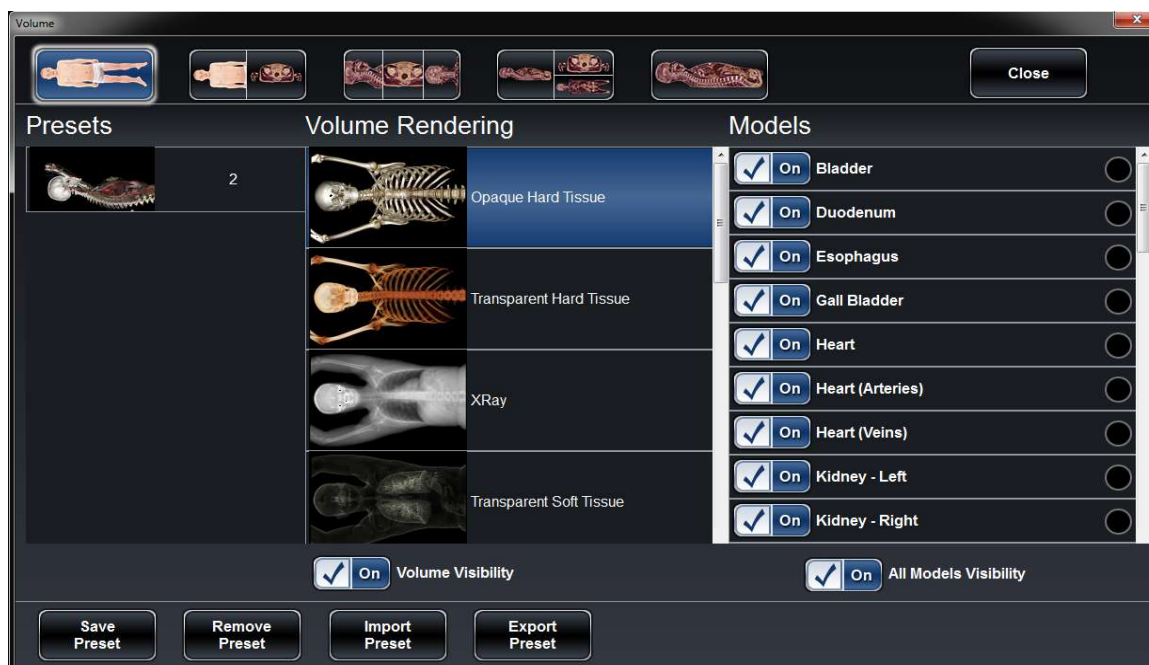 Volume
Close
Presets
Volume Rendering
Models
2
Opaque Hard Tissue
Transparent Hard Tissue
XRay
Transparent Soft Tissue
On Bladder
On Duodenum
On Esophagus
On Gall Bladder
On Heart
On Heart (Arteries)
On Heart (Veins)
On Kidney - Left
On Kidney - Right
On Volume Visibility
On All Models Visibility
Save
Preset
Remove
Preset
Import
Preset
Export
Preset